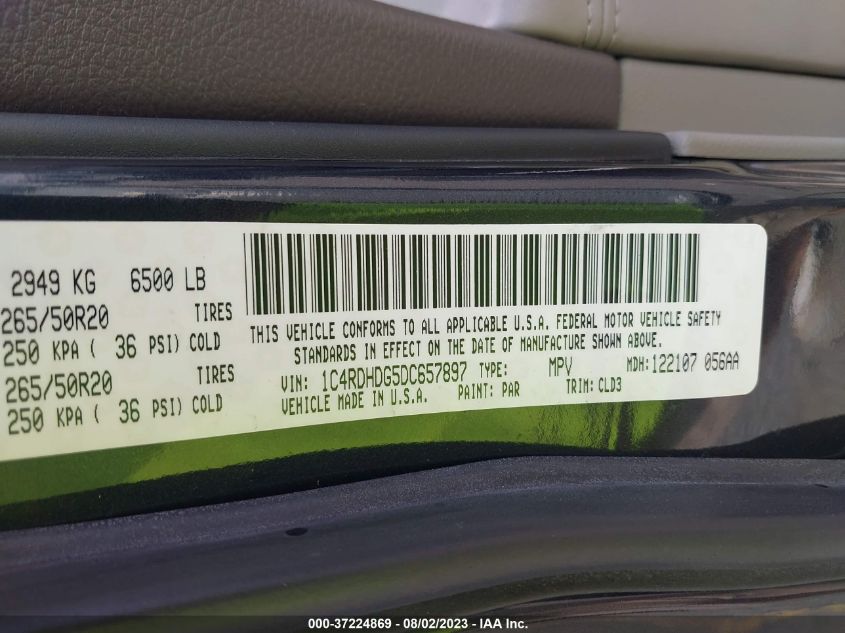 2949 KG 6500 LB
265/50R20 TIRES
250 KPA ( 36 PSI) COLD
265/50R20 TIRES
250 KPA ( 36 PSI) COLD
THIS VEHICLE CONFORMS TO ALL APPLICABLE U.S.A. FEDERAL MOTOR VEHICLE SAFETY
STANDARDS IN EFFECT ON THE DATE OF MANUFACTURE SHOWN ABOVE.
VIN: 1C4RDHDG5DC657897 TYPE: MPV MDH: 122107 056AA
VEHICLE MADE IN U.S.A. PAINT: PAR TRIM: CLD3
000-37224869 - 08/02/2023 - IAA Inc.